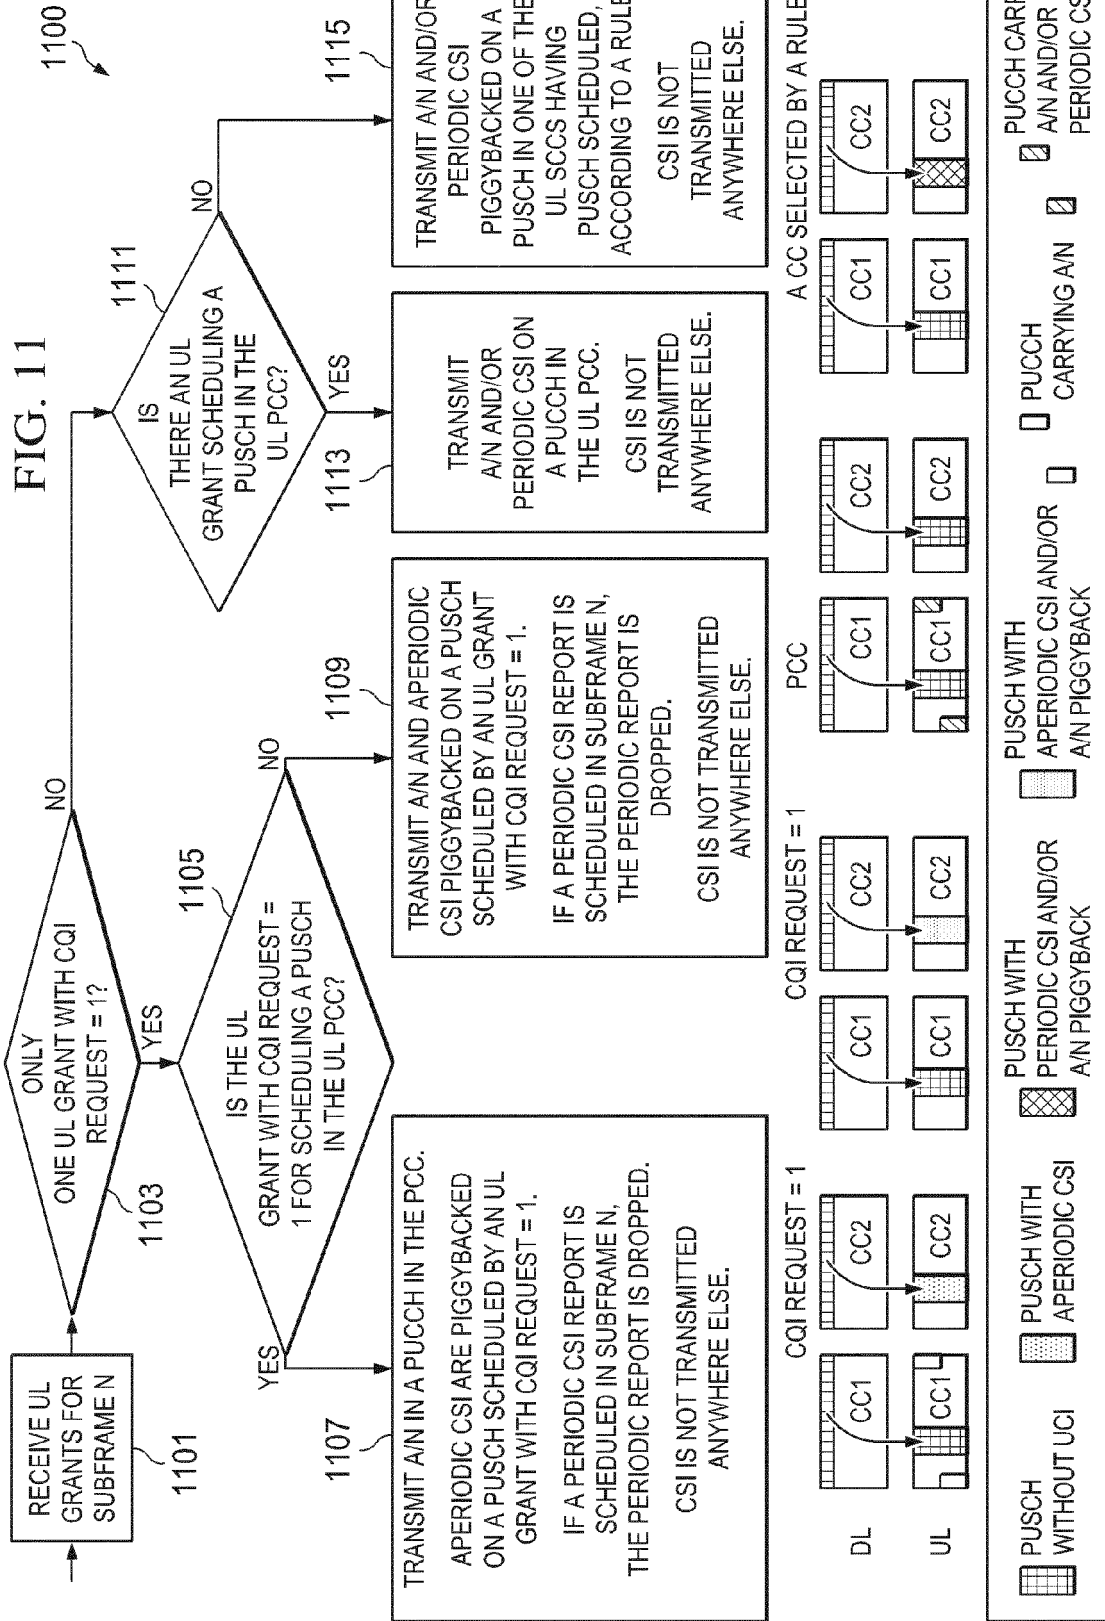 FIG. 11
1100
RECEIVE UL
GRANTS FOR
SUBFRAME N
1101
ONLY
ONE UL GRANT WITH CQI
REQUEST = 1?
1103
NO
YES
IS THE UL
GRANT WITH CQI REQUEST =
1 FOR SCHEDULING A PUSCH
IN THE UL PCC?
1105
YES
NO
IS
THERE AN UL
GRANT SCHEDULING A
PUSCH IN THE
UL PCC?
1111
NO
YES
1107
TRANSMIT A/N IN A PUCCH IN THE PCC.
APERIODIC CSI ARE PIGGYBACKED
ON A PUSCH SCHEDULED BY AN UL
GRANT WITH CQI REQUEST = 1.
IF A PERIODIC CSI REPORT IS
SCHEDULED IN SUBFRAME N,
THE PERIODIC REPORT IS DROPPED.
CSI IS NOT TRANSMITTED
ANYWHERE ELSE.
1109
TRANSMIT A/N AND APERIODIC
CSI PIGGYBACKED ON A PUSCH
SCHEDULED BY AN UL GRANT
WITH CQI REQUEST = 1.
IF A PERIODIC CSI REPORT IS
SCHEDULED IN SUBFRAME N,
THE PERIODIC REPORT IS
DROPPED.
CSI IS NOT TRANSMITTED
ANYWHERE ELSE.
1113
TRANSMIT
A/N AND/OR
PERIODIC CSI ON
A PUCCH IN
THE UL PCC.
CSI IS NOT
TRANSMITTED
ANYWHERE ELSE.
1115
TRANSMIT A/N AND/OR
PERIODIC CSI
PIGGYBACKED ON A
PUSCH IN ONE OF THE
UL SCCS HAVING
PUSCH SCHEDULED,
ACCORDING TO A RULE
CSI IS NOT
TRANSMITTED
ANYWHERE ELSE.
CQI REQUEST = 1
CQI REQUEST = 1
PCC
A CC SELECTED BY A RULE
DL
CC1
CC2
CC1
CC2
CC1
CC2
CC1
CC2
UL
CC1
CC2
CC1
CC2
CC1
CC2
CC1
CC2
PUSCH
WITHOUT UCI
PUSCH WITH
APERIODIC CSI
PUSCH WITH
PERIODIC CSI AND/OR
A/N PIGGYBACK
PUSCH WITH
APERIODIC CSI AND/OR
A/N PIGGYBACK
PUCCH
CARRYING A/N
PUCCH CARR
A/N AND/OR
PERIODIC CS